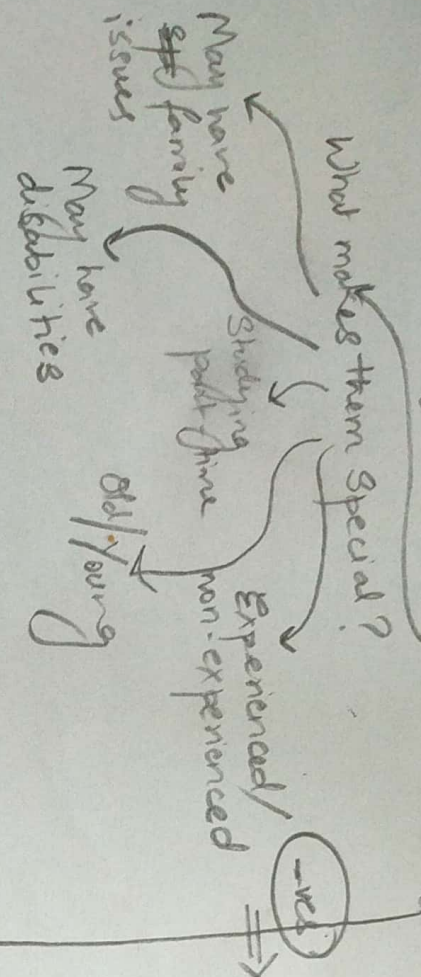 What makes them special?
May have
family
issues
May have
disabilities
Studying
part time
Old/Young
Experienced/
non-experienced
-ves